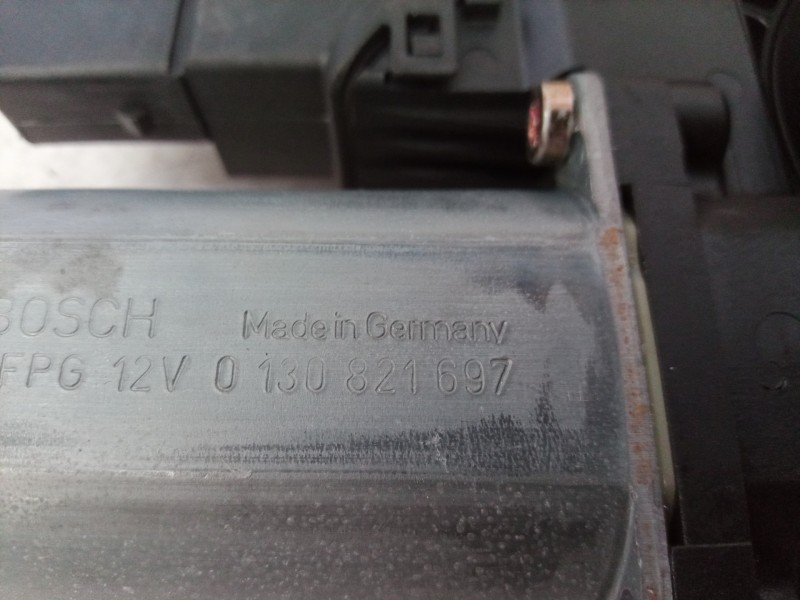 BOSCH Made in Germany
FPG 12V 0 130 821 697